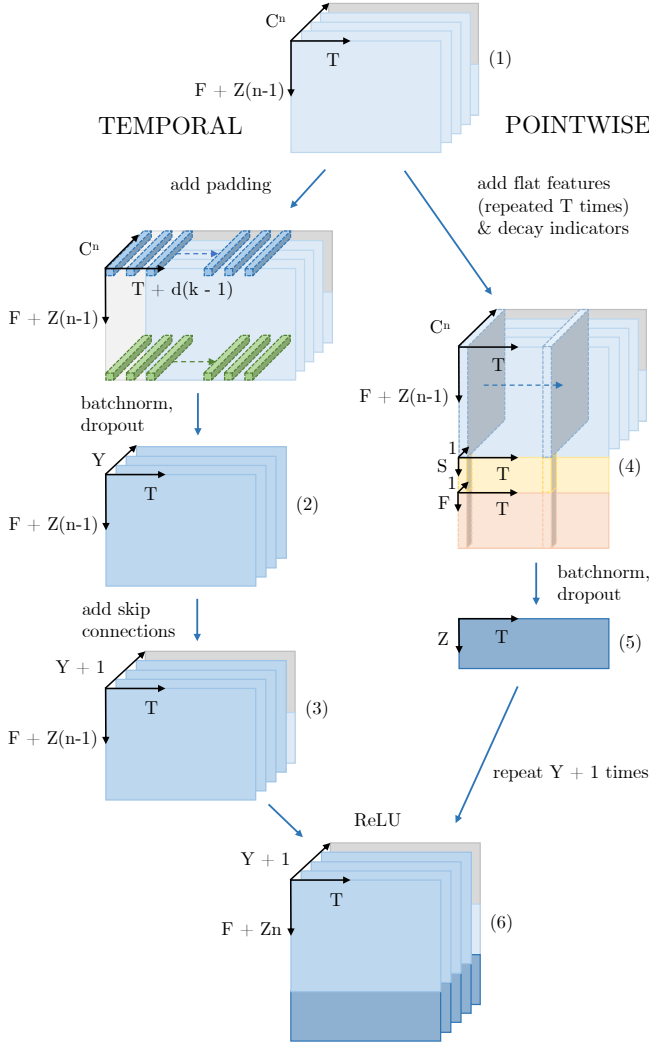 Cⁿ
T
(1)
F + Z(n-1)
TEMPORAL
POINTWISE
add padding
add flat features
(repeated T times)
& decay indicators
Cⁿ
T + d(k - 1)
F + Z(n-1)
Cⁿ
T
F + Z(n-1)
batchnorm,
dropout
1
S
T
(4)
1
F
T
Y
T
(2)
F + Z(n-1)
batchnorm,
dropout
add skip
connections
T
Z
(5)
Y + 1
T
(3)
F + Z(n-1)
repeat Y + 1 times
ReLU
Y + 1
T
F + Zn
(6)